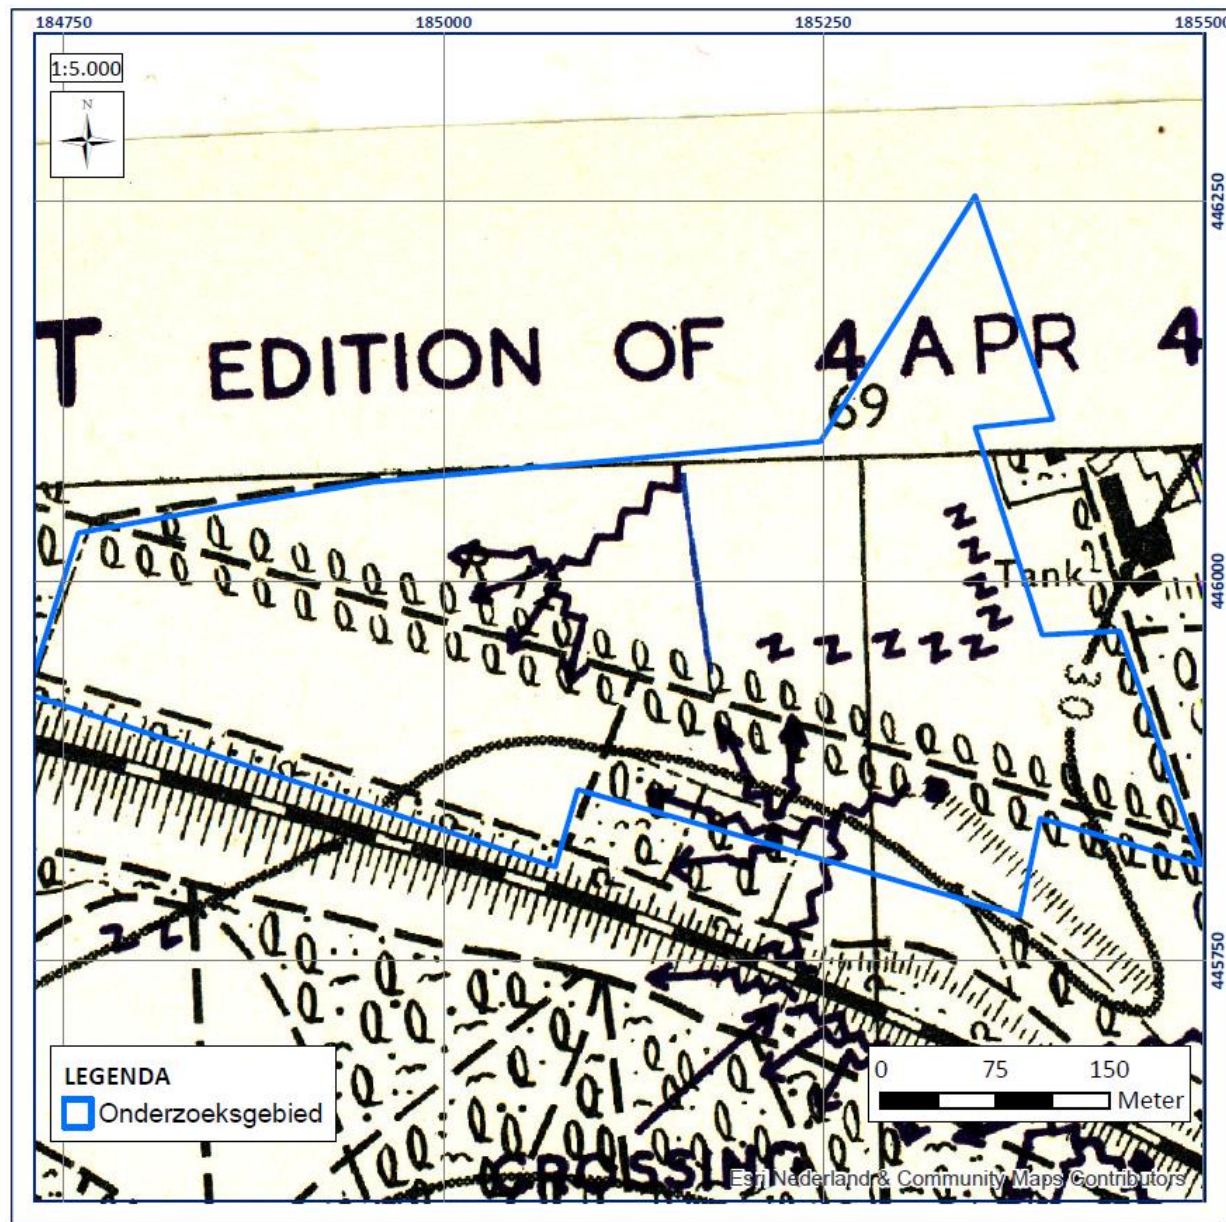 184750 185000 185250 185500
1:5.000
N
446250
T EDITION OF 4 APR 4
69
Tank
446000
30
445750
LEGENDA
Onderzoeksgebied
0 75 150
Meter
CROSSING
Esri Nederland & Community Maps Contributors